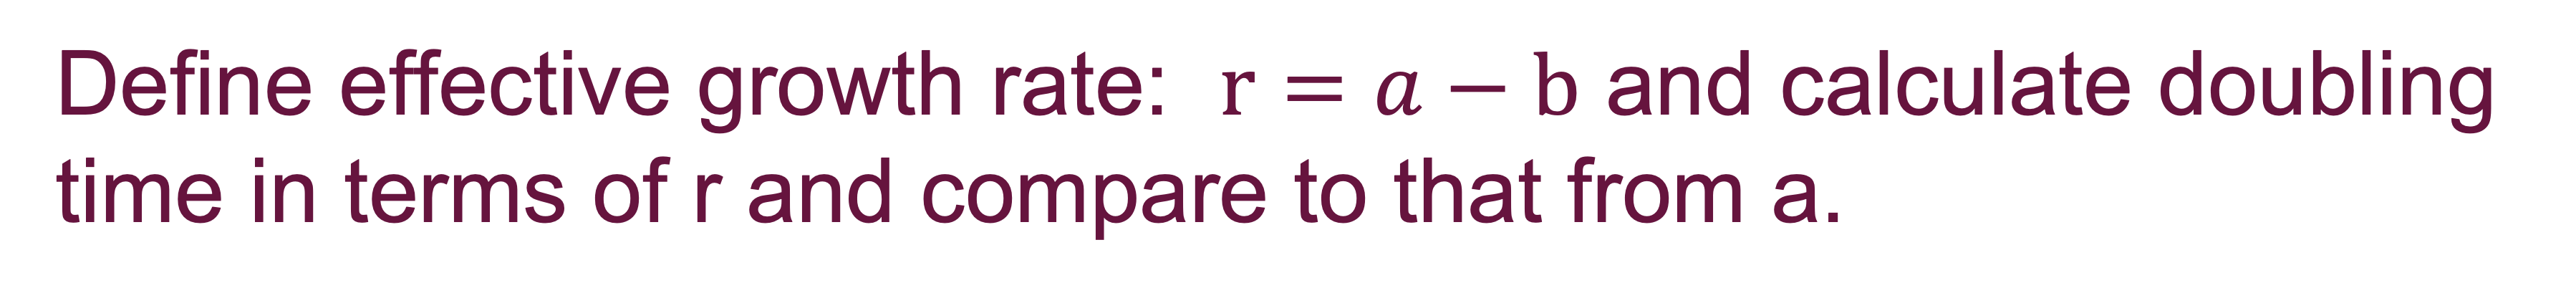 Define effective growth rate:  r = a − b and calculate doubling
time in terms of r and compare to that from a.